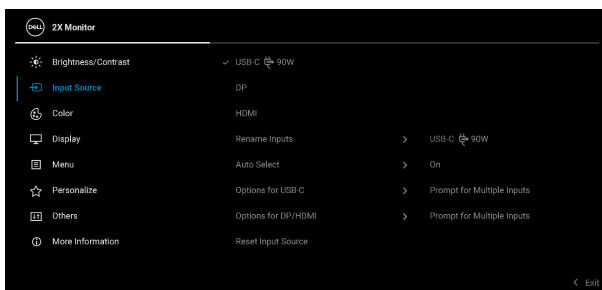 DELL 2X Monitor
Brightness/Contrast USB-C 90W
Input Source DP
Color HDMI
Display Rename Inputs USB-C 90W
Menu Auto Select On
Personalize Options for USB-C Prompt for Multiple Inputs
Others Options for DP/HDMI Prompt for Multiple Inputs
More Information Reset Input Source
Exit